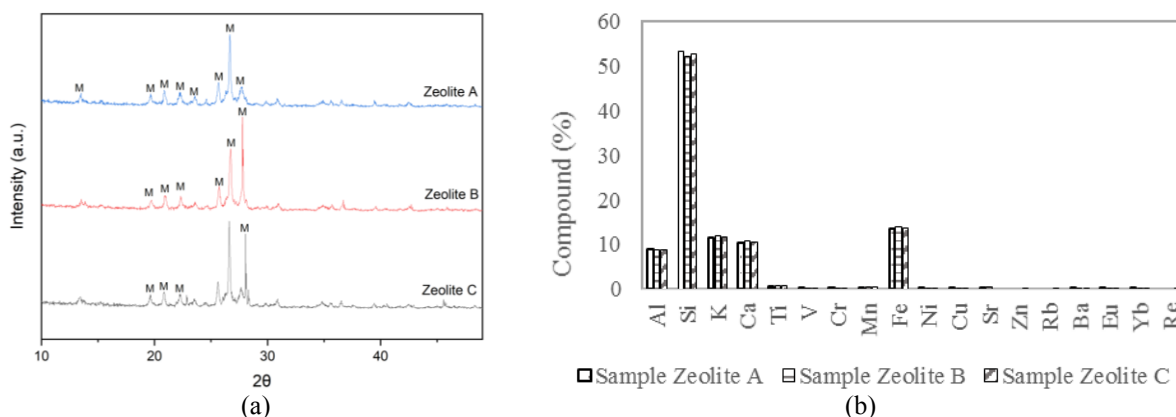 M
M
M
M
M
M
M
M
Zeolite A
M
M
M
M
M
M
Zeolite B
M
M
M
M
Zeolite C
Intensity (a.u.)
10
20
30
40
2θ
(a)
60
50
40
30
20
10
0
Compound (%)
Al
Si
K
Ca
Ti
V
Cr
Mn
Fe
Ni
Cu
Sr
Zn
Rb
Ba
Eu
Yb
Re
Sample Zeolite A
Sample Zeolite B
Sample Zeolite C
(b)